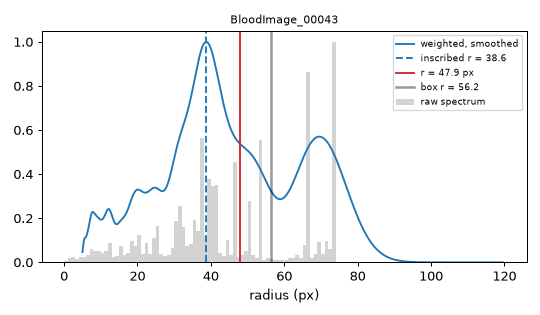 BloodImage_00043
weighted, smoothed
inscribed r = 38.6
r = 47.9 px
box r = 56.2
raw spectrum
1.0
0.8
0.6
0.4
0.2
0.0
0 20 40 60 80 100 120
radius (px)